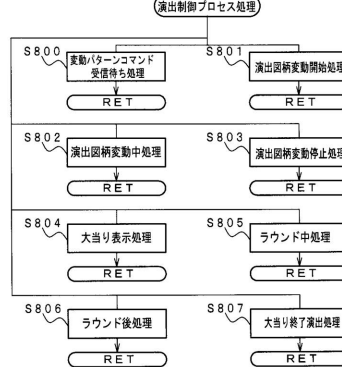 演出制御プロセス処理
S800
変動パターンコマンド
受信待ち処理
RET
S801
演出図柄変動開始処理
RET
S802
演出図柄変動中処理
RET
S803
演出図柄変動停止処理
RET
S804
大当り表示処理
RET
S805
ラウンド中処理
RET
S806
ラウンド後処理
RET
S807
大当り終了演出処理
RET